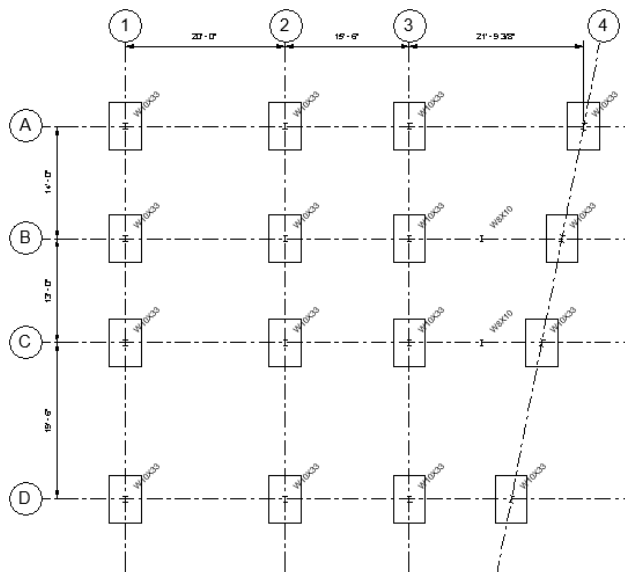 1 2 3 4
20' - 0" 15' - 6" 21' - 9 3/8"
A W10X33 W10X33 W10X33 W10X33
14' - 0"
B W10X33 W10X33 W10X33 W8X10 W10X33
13' - 0"
C W10X33 W10X33 W10X33 W8X10 W10X33
19' - 6"
D W10X33 W10X33 W10X33 W10X33